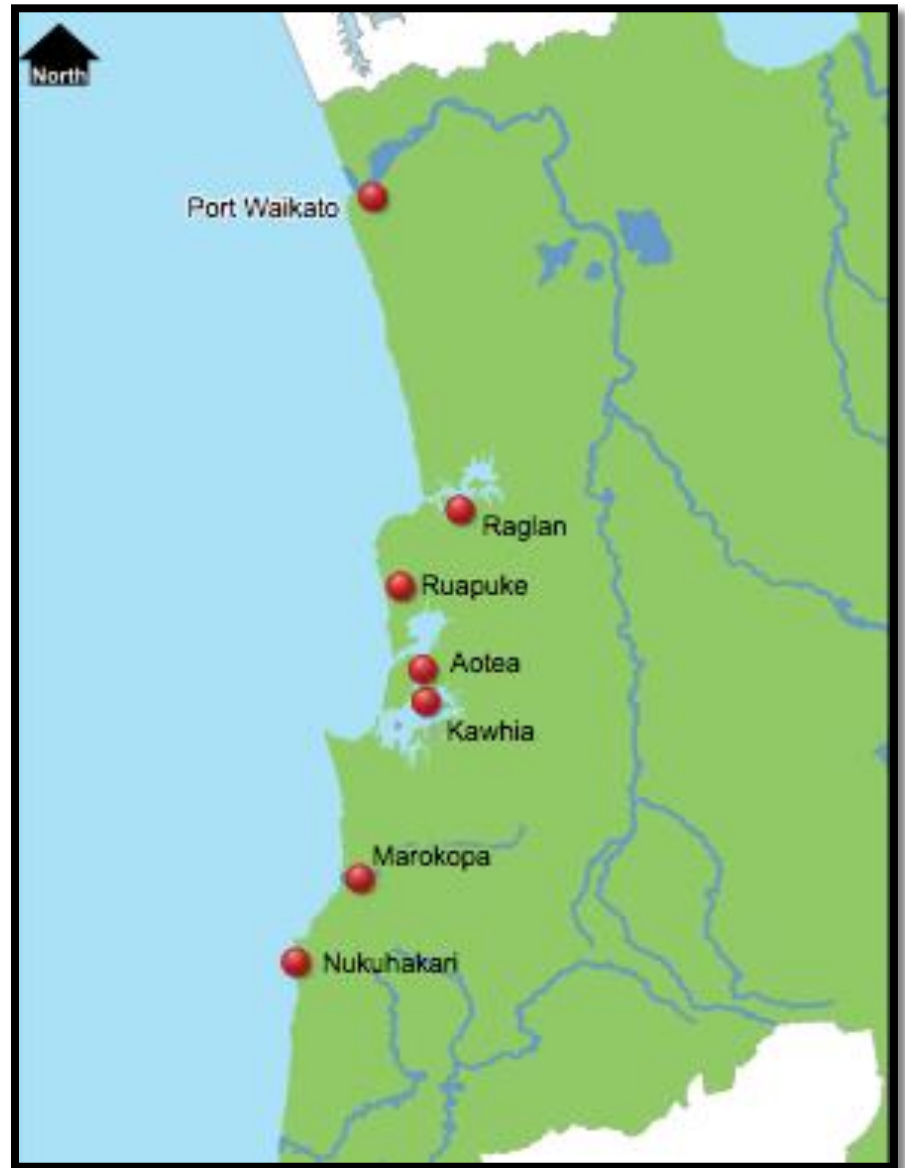 North
Port Waikato
Raglan
Ruapuke
Aotea
Kawhia
Marokopa
Nukuhakari